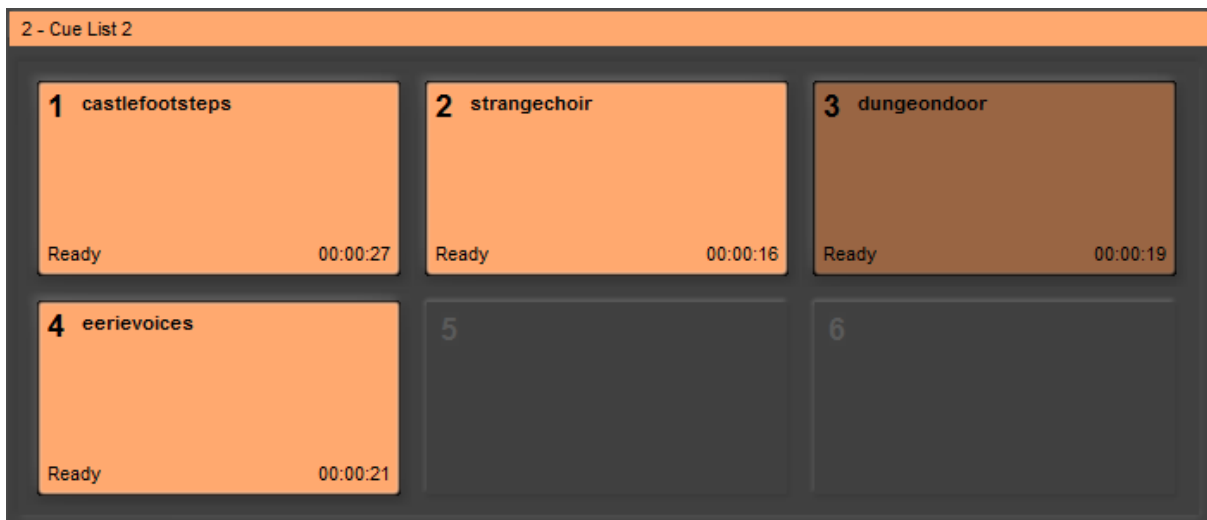 2 - Cue List 2
1 castlefootsteps
Ready 00:00:27
2 strangechoir
Ready 00:00:16
3 dungeondoor
Ready 00:00:19
4 eerievoices
Ready 00:00:21
5
6